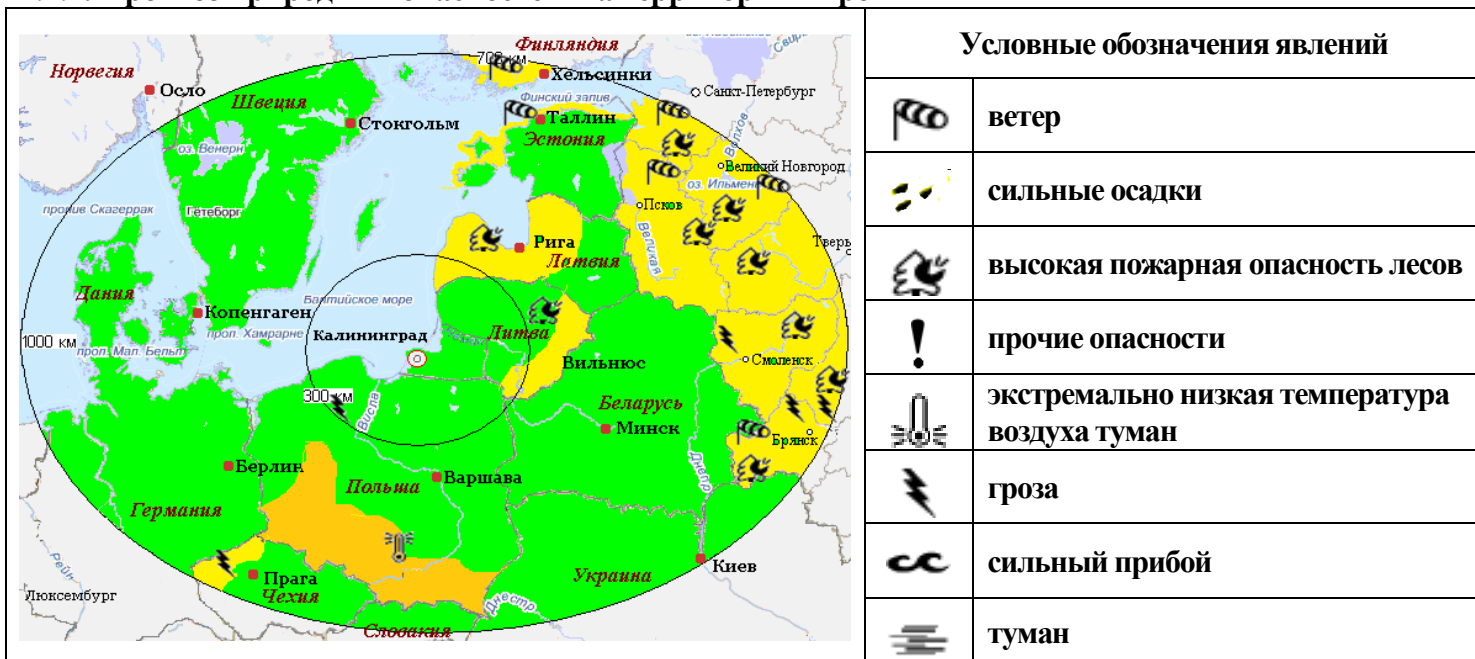 Финляндия
700 км
Хельсинки
Норвегия
Осло
Санкт-Петербург
Швеция
Финский залив
Стокгольм
Таллин
Эстония
Волхов
оз. Венерн
Великий Новгород
оз. Ильмень
пролив Скагеррак
Гетеборг
Псков
Великая
Рига
Латвия
Тверь
Дания
Балтийское море
Копенгаген
прол. Хамрарне
Калининград
Литва
1000 км
прол. Мал. Бельт
Вильнюс
Смоленск
300 км
Висла
Беларусь
Минск
Брянск
Днепр
Берлин
Варшава
Польша
Германия
Рейн
Прага
Чехия
Украина
Киев
Люксембург
Днестр
Словакия
Условные обозначения явлений
ветер
сильные осадки
высокая пожарная опасность лесов
прочие опасности
экстремально низкая температура
воздуха туман
гроза
сильный прибой
туман